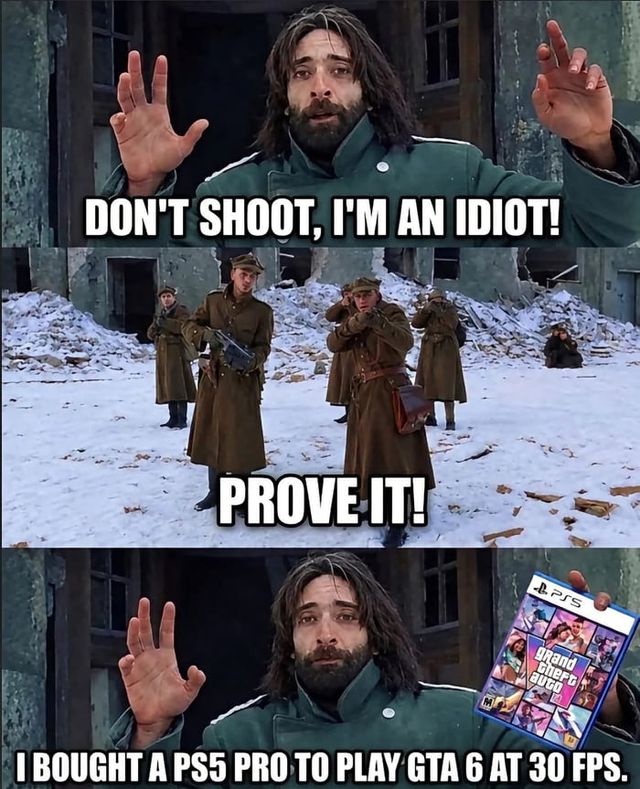 DON'T SHOOT, I'M AN IDIOT!
PROVE IT!
PS5
grand
theft
auto
VI
M
I BOUGHT A PS5 PRO TO PLAY GTA 6 AT 30 FPS.